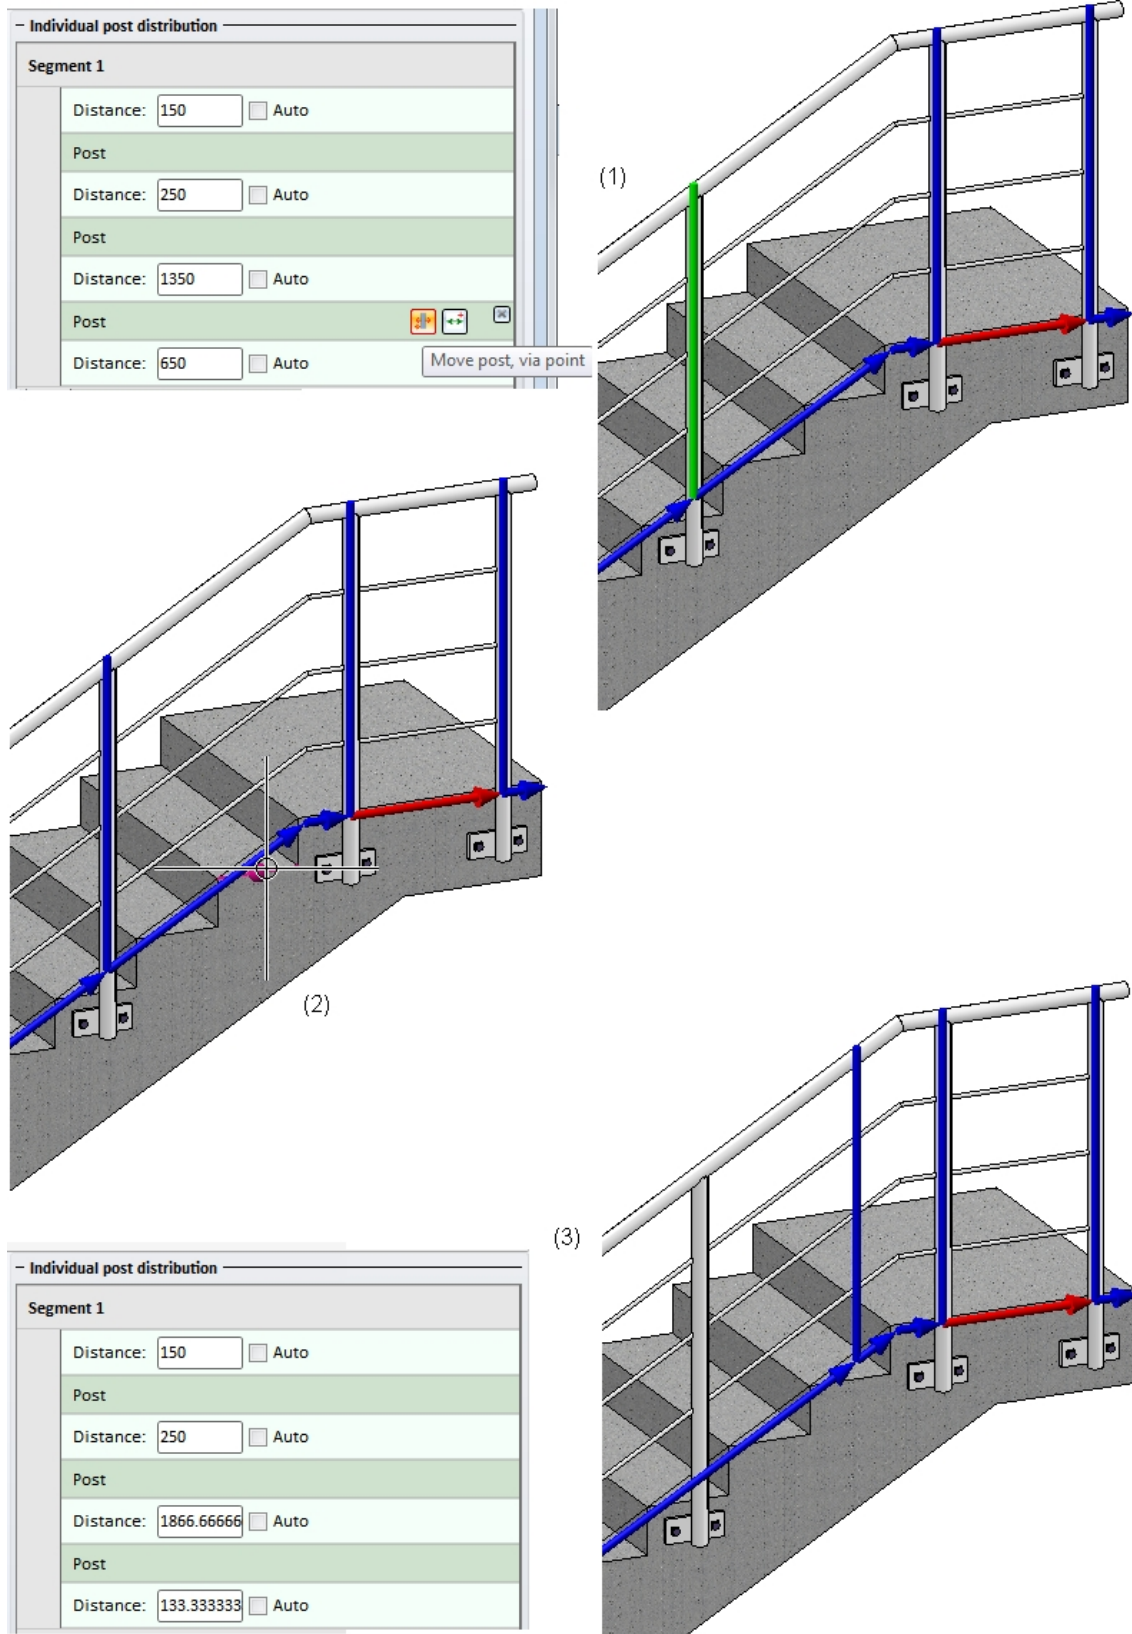 Individual post distribution
Segment 1
Distance: 150 Auto
Post
Distance: 250 Auto
Post
Distance: 1350 Auto
Post
Move post, via point
Distance: 650 Auto
(1)
(2)
(3)
Individual post distribution
Segment 1
Distance: 150 Auto
Post
Distance: 250 Auto
Post
Distance: 1866.66666 Auto
Post
Distance: 133.333333 Auto